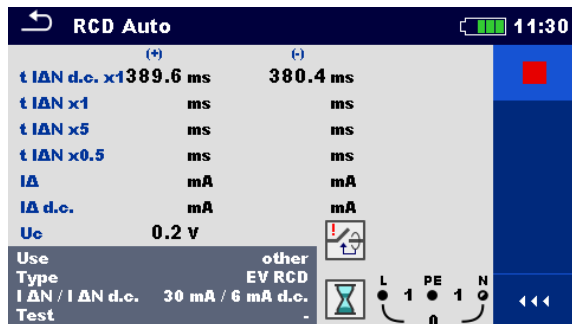 RCD Auto 11:30
(+) (-)
t IΔN d.c. x1 389.6 ms 380.4 ms
t IΔN x1 ms ms
t IΔN x5 ms ms
t IΔN x0.5 ms ms
IΔ mA mA
IΔ d.c. mA mA
Uc 0.2 V
Use other
Type EV RCD
I ΔN / I ΔN d.c. 30 mA / 6 mA d.c.
Test -
L PE N
1 1
0